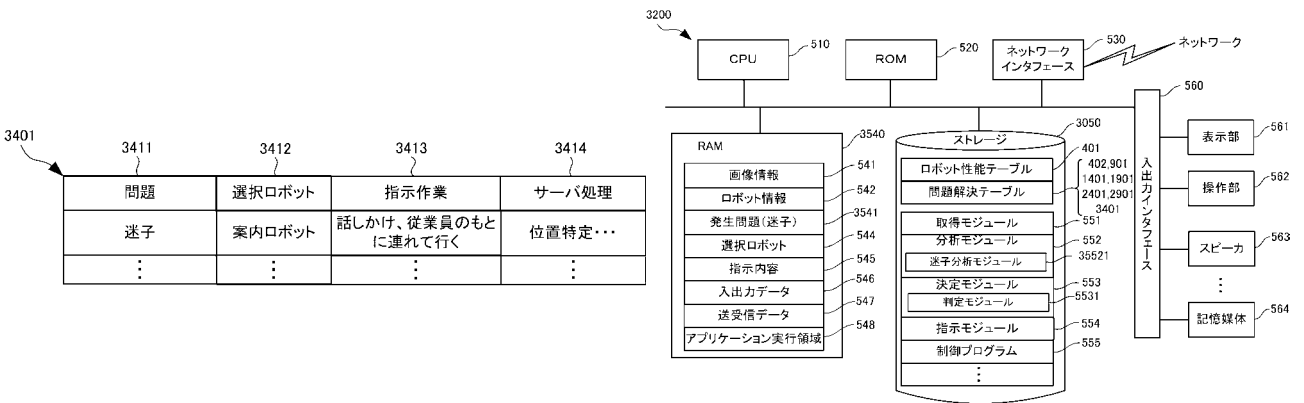 3401
3411
3412
3413
3414
問題
選択ロボット
指示作業
サーバ処理
迷子
案内ロボット
話しかけ、従業員のもと
に連れて行く
位置特定・・・
3200
CPU
510
ROM
520
ネットワーク
インタフェース
530
ネットワーク
560
入出力インタフェース
RAM
3540
画像情報
541
ロボット情報
542
発生問題(迷子)
3541
選択ロボット
544
指示内容
545
入出力データ
546
送受信データ
547
アプリケーション実行領域
548
ストレージ
3050
ロボット性能テーブル
401
問題解決テーブル
402,901
1401,1901
2401,2901
3401
取得モジュール
551
分析モジュール
552
迷子分析モジュール
35521
決定モジュール
553
判定モジュール
5531
指示モジュール
554
制御プログラム
555
表示部
561
操作部
562
スピーカ
563
記憶媒体
564